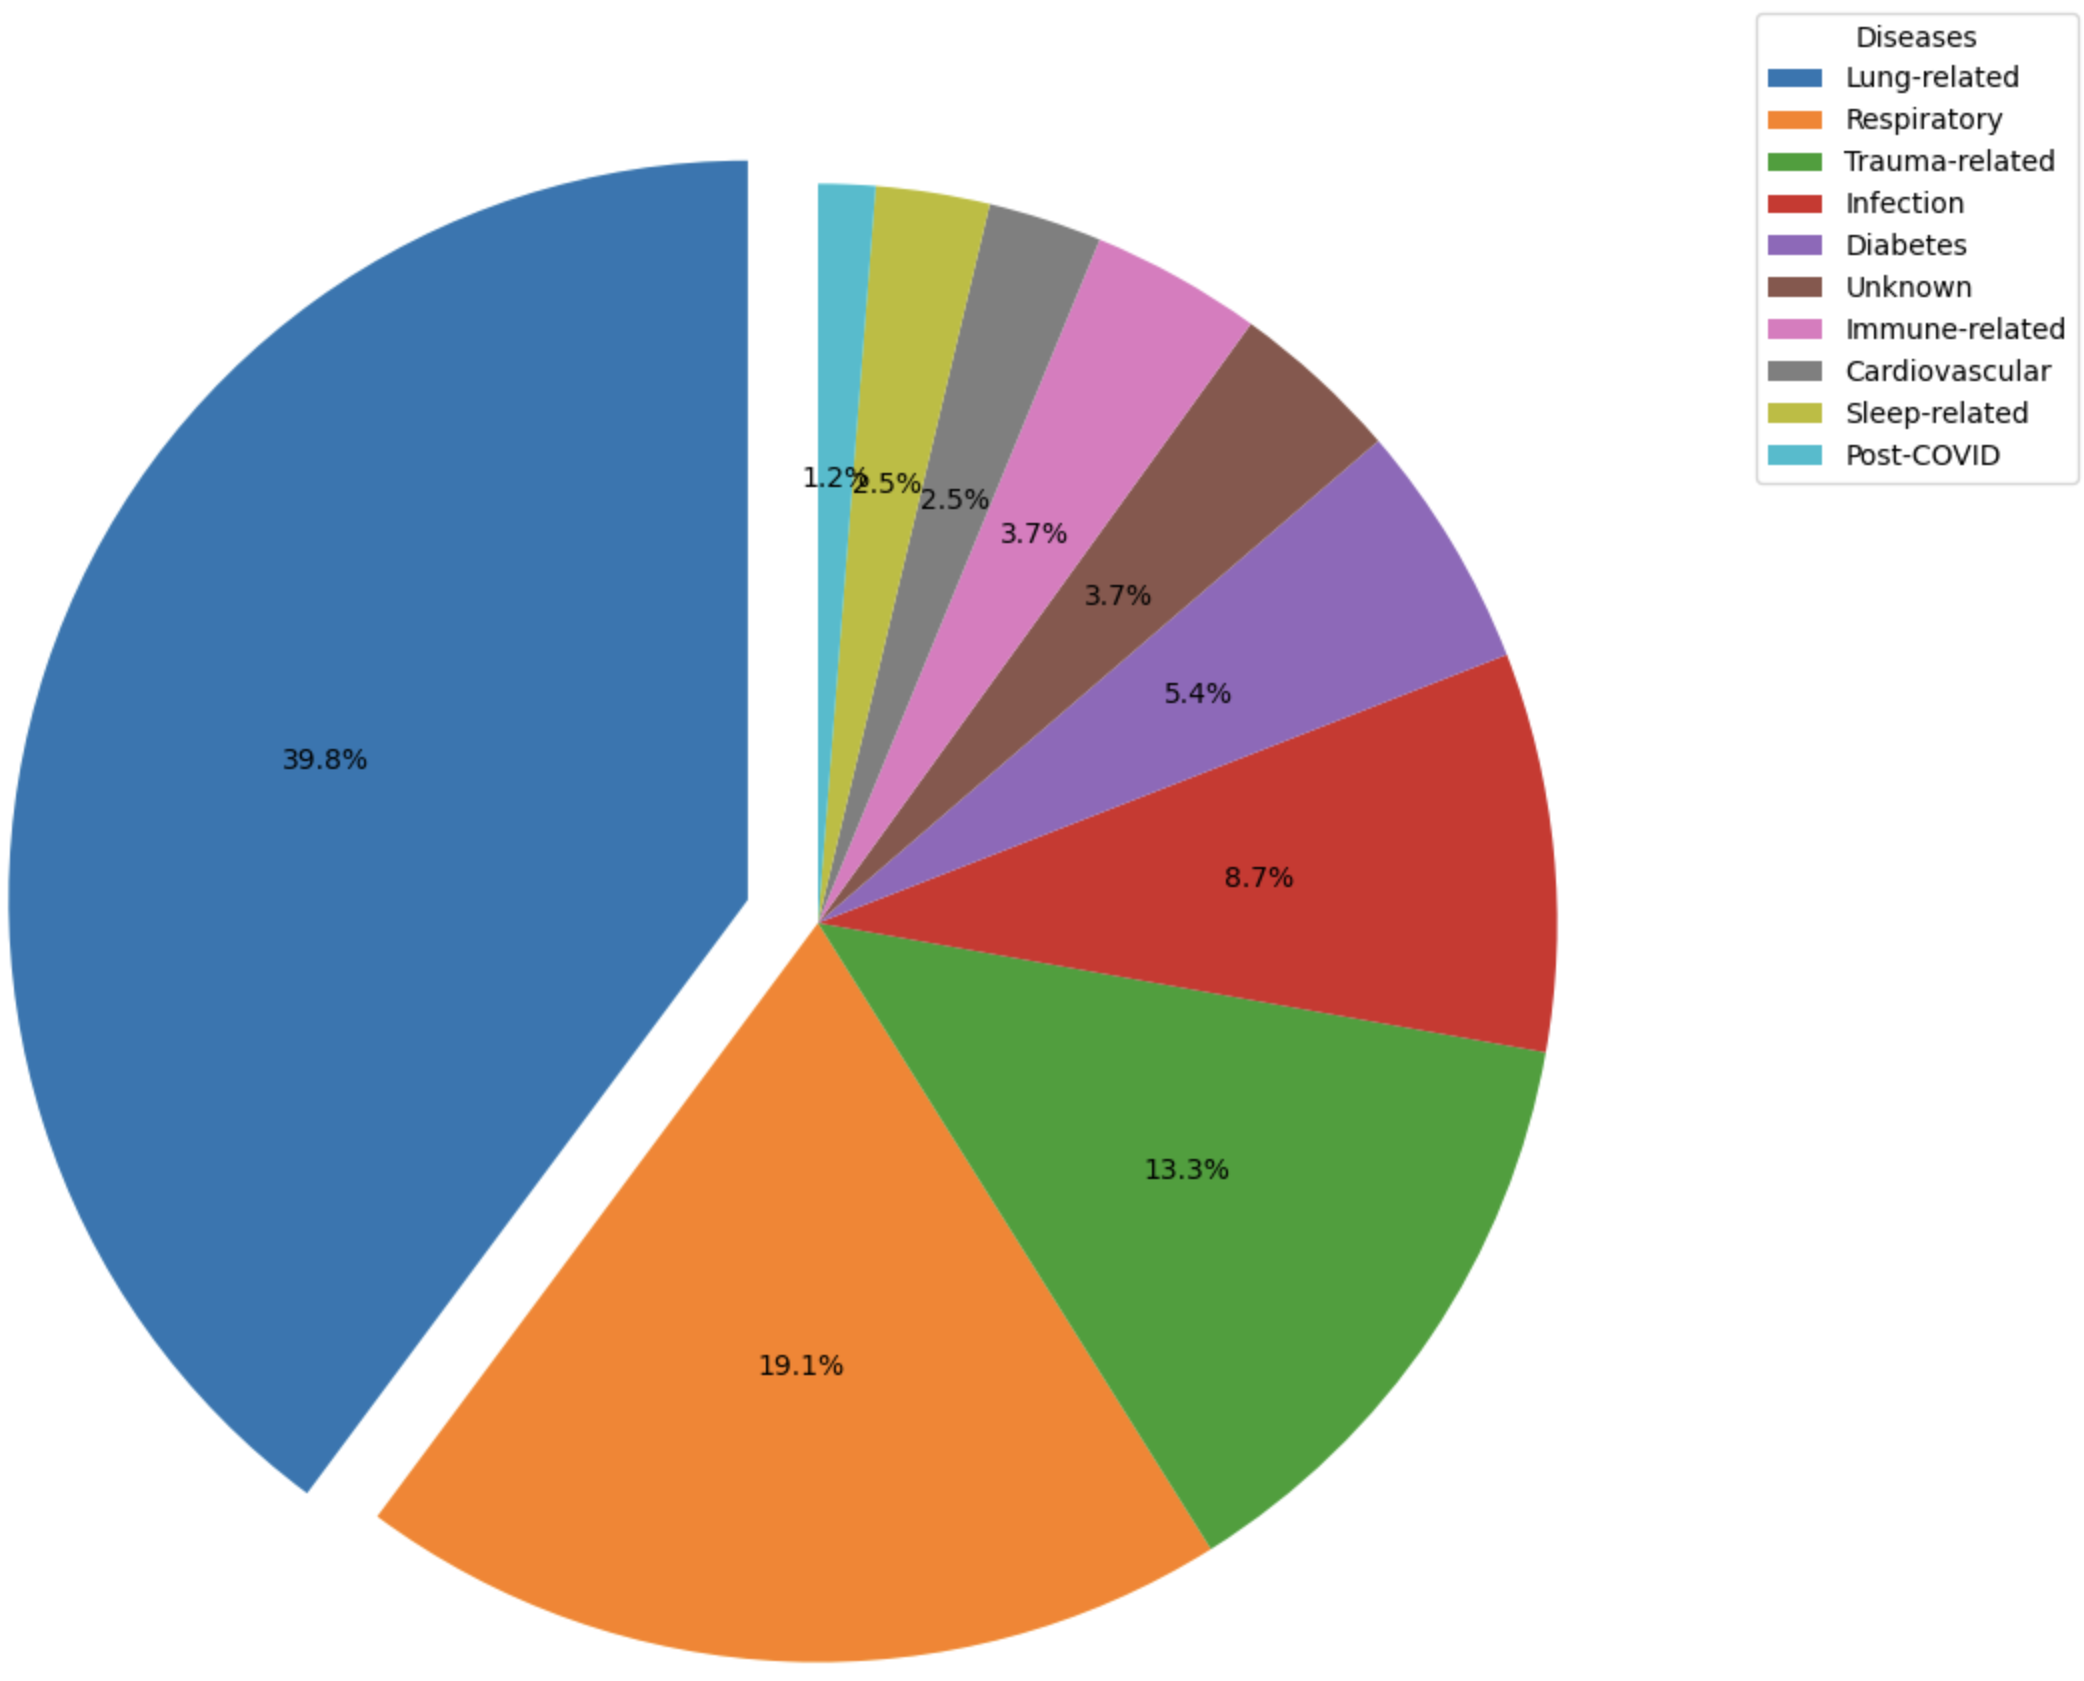 Diseases
Lung-related
Respiratory
Trauma-related
Infection
Diabetes
Unknown
Immune-related
Cardiovascular
Sleep-related
Post-COVID
1.2%
2.5%
2.5%
3.7%
3.7%
5.4%
39.8%
8.7%
13.3%
19.1%